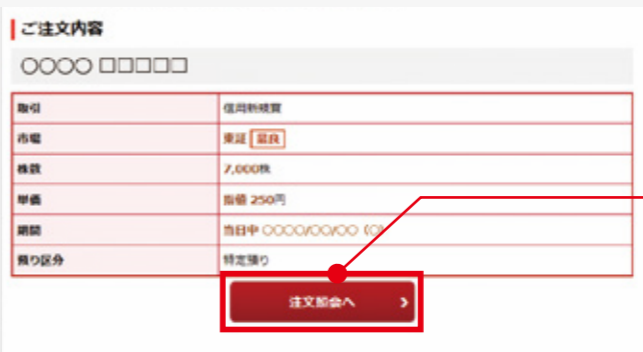 ご注文内容
○○○○ □□□□□
取引 信用新規買
市場 東証 最良
株数 7,000株
単価 指値 250円
期間 当日中 ○○○○/○○/○○ (○)
預り区分 特定預り
注文照会へ